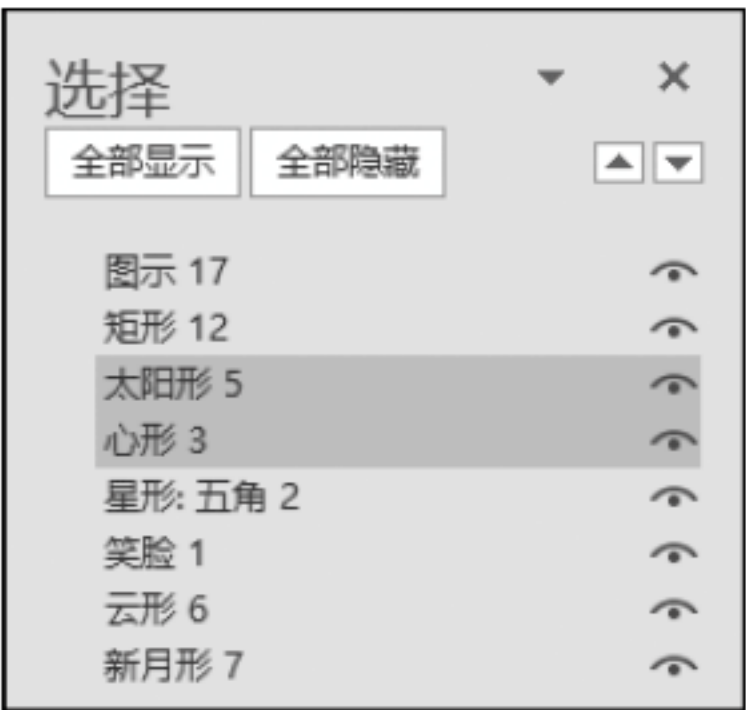 选择
全部显示 全部隐藏
图示 17
矩形 12
太阳形 5
心形 3
星形: 五角 2
笑脸 1
云形 6
新月形 7